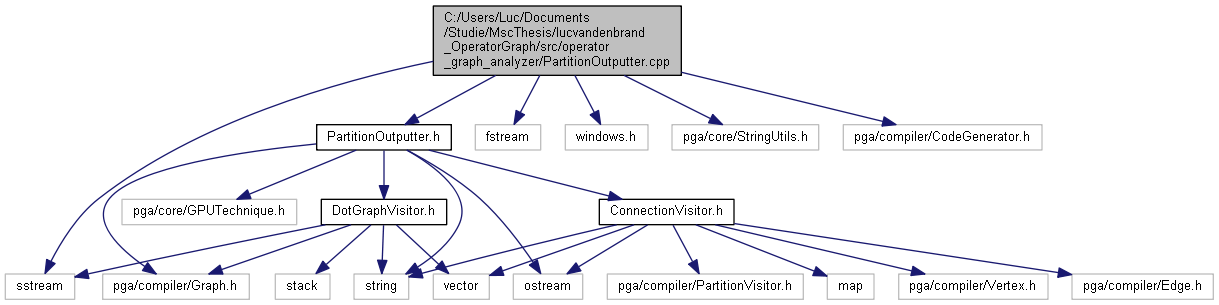 C:/Users/Luc/Documents
/Studie/MscThesis/lucvandenbrand
_OperatorGraph/src/operator
_graph_analyzer/PartitionOutputter.cpp
PartitionOutputter.h
fstream
windows.h
pga/core/StringUtils.h
pga/compiler/CodeGenerator.h
pga/core/GPUTechnique.h
DotGraphVisitor.h
ConnectionVisitor.h
sstream
pga/compiler/Graph.h
stack
string
vector
ostream
pga/compiler/PartitionVisitor.h
map
pga/compiler/Vertex.h
pga/compiler/Edge.h